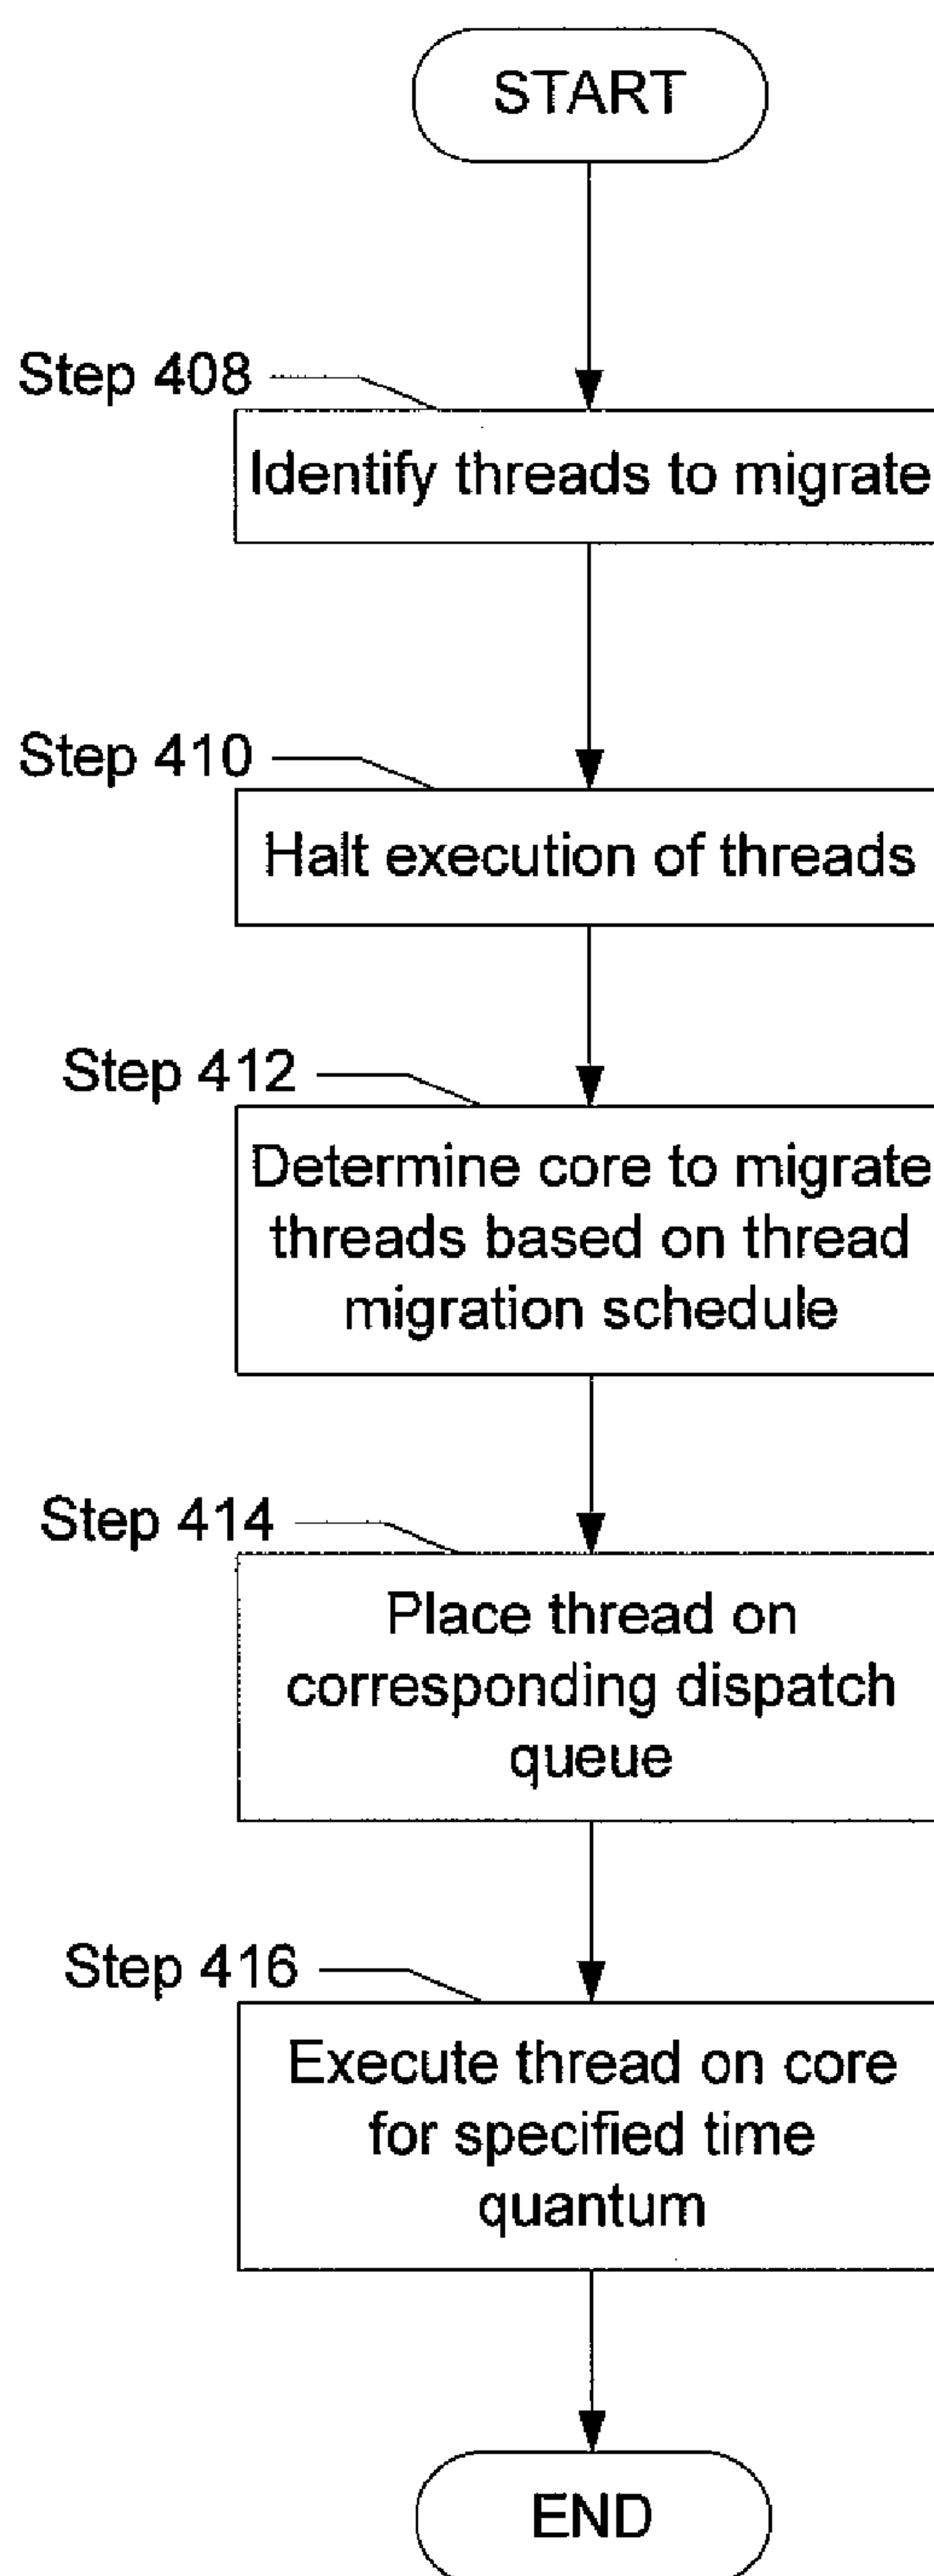 START
Step 408
Identify threads to migrate
Step 410
Halt execution of threads
Step 412
Determine core to migrate
threads based on thread
migration schedule
Step 414
Place thread on
corresponding dispatch
queue
Step 416
Execute thread on core
for specified time
quantum
END